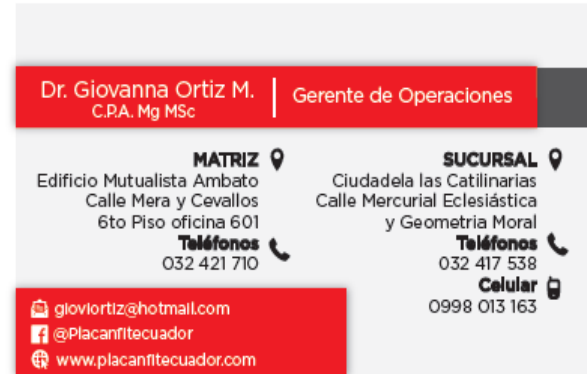 Dr. Giovanna Ortiz M.
C.P.A. Mg MSc
Gerente de Operaciones
MATRIZ
Edificio Mutualista Ambato
Calle Mera y Cevallos
6to Piso oficina 601
Teléfonos
032 421 710
SUCURSAL
Ciudadela las Catilinarias
Calle Mercurial Eclesiástica
y Geometria Moral
Teléfonos
032 417 538
Celular
0998 013 163
gioviortiz@hotmail.com
@Placanfitecuador
www.placanfitecuador.com